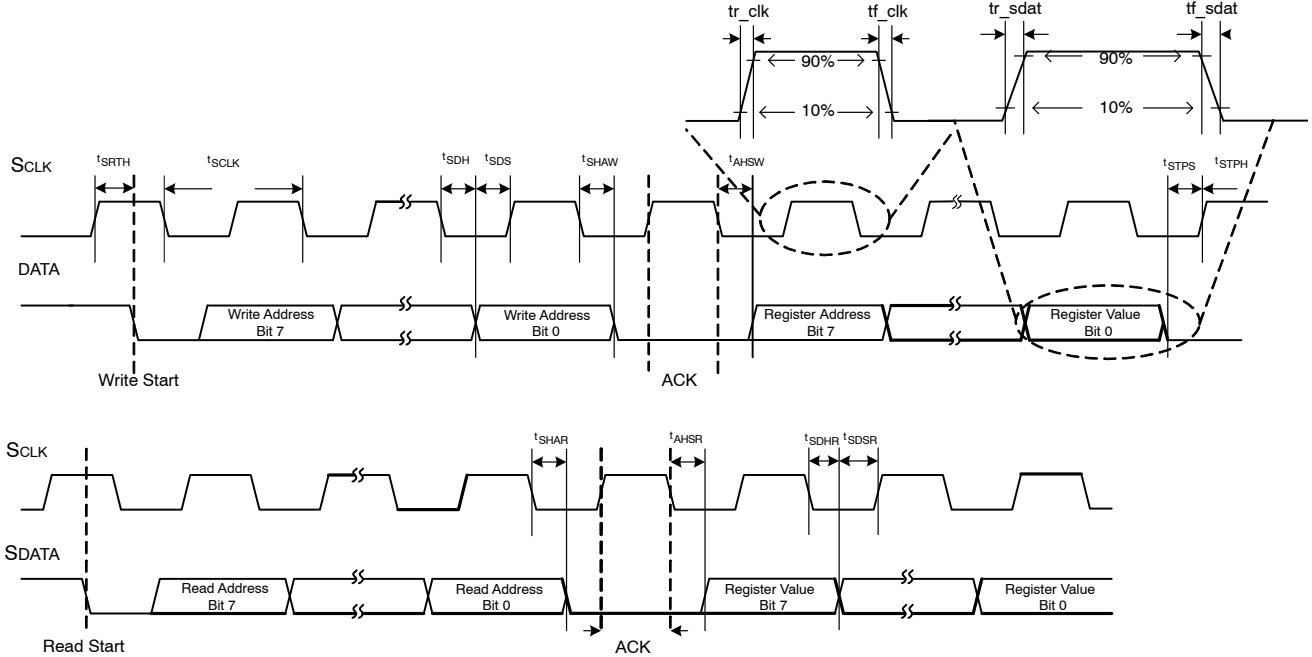 tr_clk tf_clk tr_sdat tf_sdat
90% 90%
10% 10%
SCLK tSRTH tSCLK tSDH tSDS tSHAW tAHSW tSTPS tSTPH
DATA
Write Address Write Address Register Address Register Value
Bit 7 Bit 0 Bit 7 Bit 0
Write Start ACK
SCLK tSHAR tAHSR tSDHR tSDSR
SDATA
Read Address Read Address Register Value Register Value
Bit 7 Bit 0 Bit 7 Bit 0
Read Start ACK